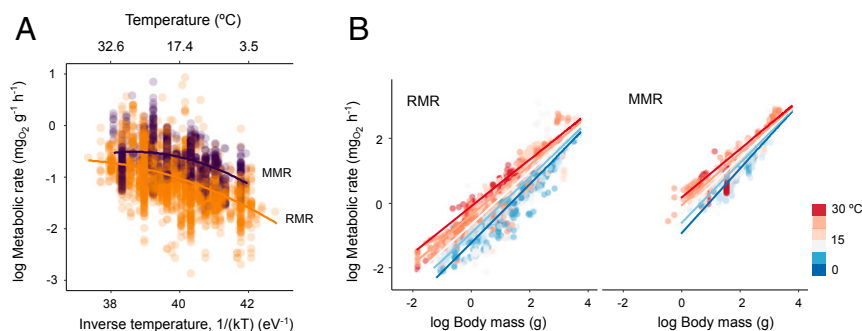 A
Temperature (ºC)
32.6 17.4 3.5
log Metabolic rate (mgO2 g-1 h-1)
1
0
-1
-2
-3
MMR
RMR
38 40 42
Inverse temperature, 1/(kT) (eV-1)
B
RMR
MMR
log Metabolic rate (mgO2 h-1)
2
0
-2
-2 0 2 4
-2 0 2 4
log Body mass (g)
log Body mass (g)
30 ºC
15
0